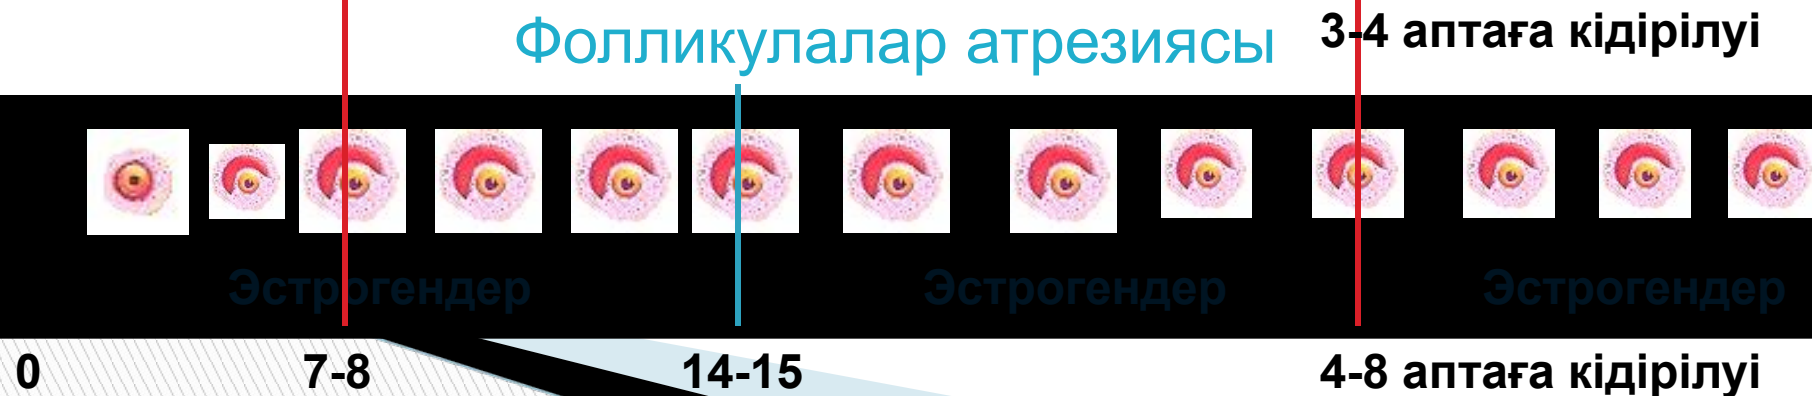 Фолликулалар атрезиясы
3-4 аптаға кідірілуі
Эстрогендер Эстрогендер Эстрогендер
0 7-8 14-15 4-8 аптаға кідірілуі